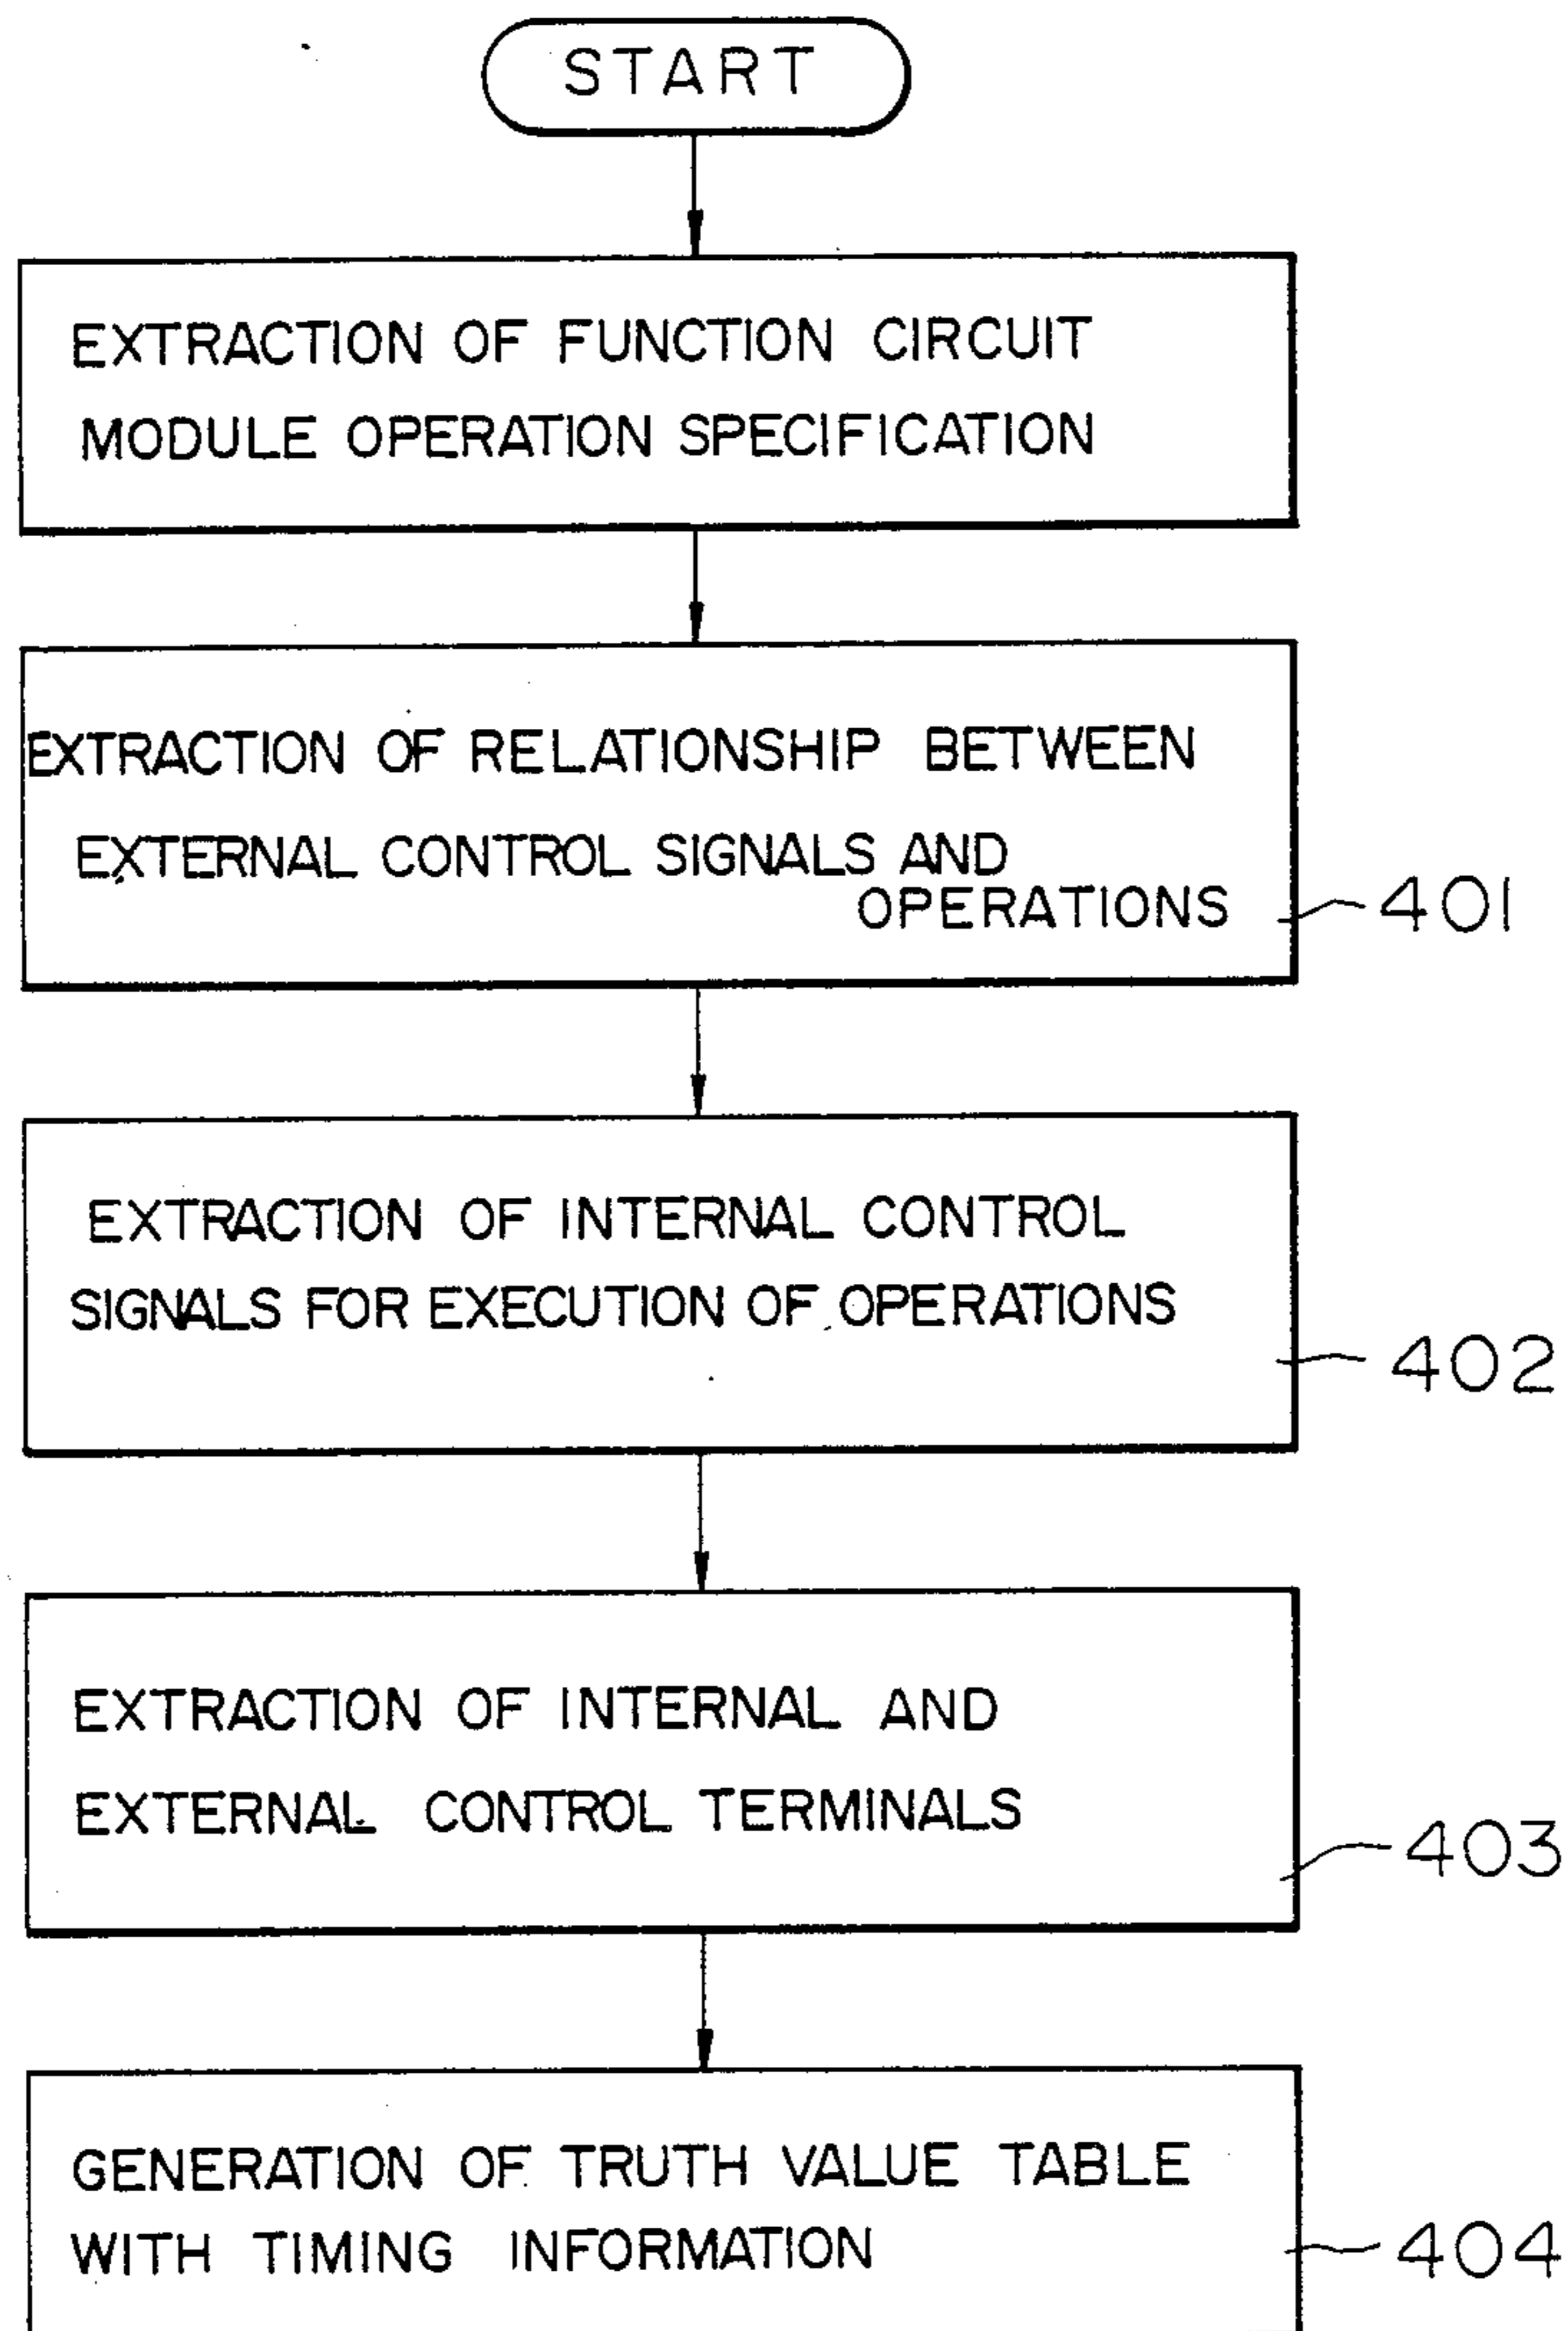 START
EXTRACTION OF FUNCTION CIRCUIT
MODULE OPERATION SPECIFICATION
EXTRACTION OF RELATIONSHIP BETWEEN
EXTERNAL CONTROL SIGNALS AND
OPERATIONS
401
EXTRACTION OF INTERNAL CONTROL
SIGNALS FOR EXECUTION OF OPERATIONS
402
EXTRACTION OF INTERNAL AND
EXTERNAL CONTROL TERMINALS
403
GENERATION OF TRUTH VALUE TABLE
WITH TIMING INFORMATION
404